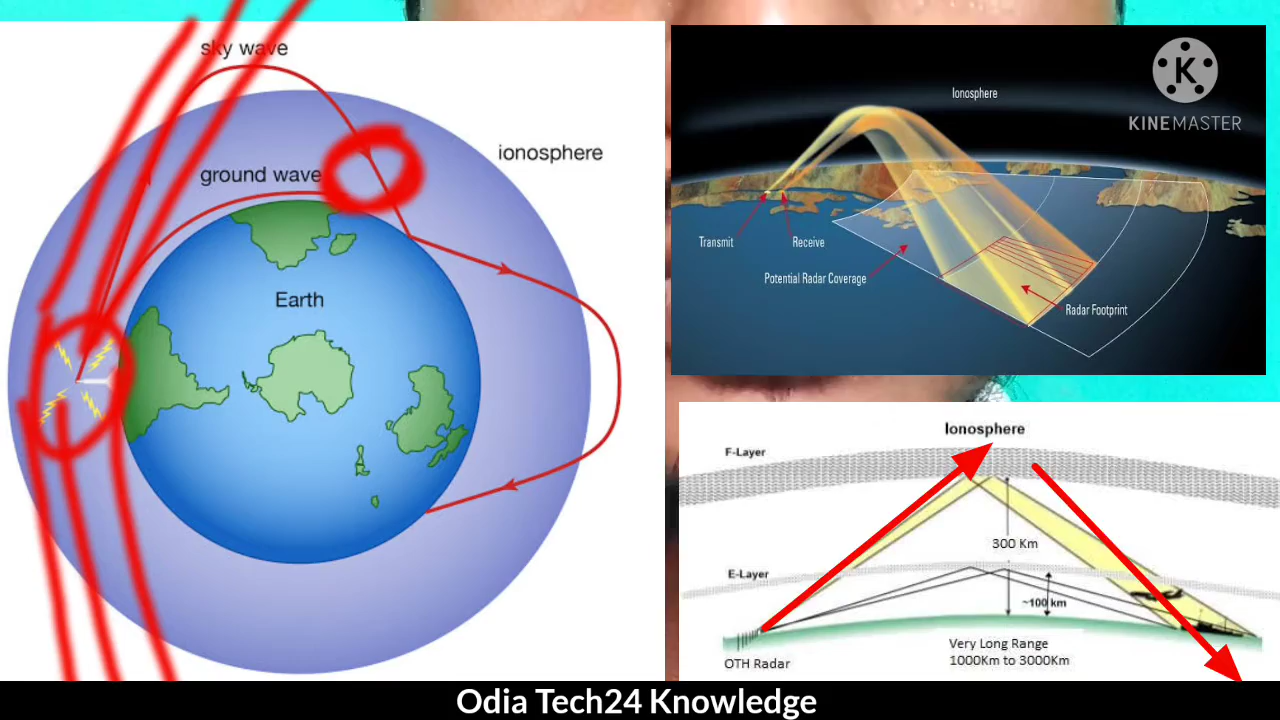 sky wave
ionosphere
ground wave
Earth
Ionosphere
K
KINEMASTER
Transmit
Receive
Potential Radar Coverage
Radar Footprint
Ionosphere
F-Layer
300 Km
E-Layer
~100 km
Very Long Range
1000Km to 3000Km
OTH Radar
Odia Tech24 Knowledge